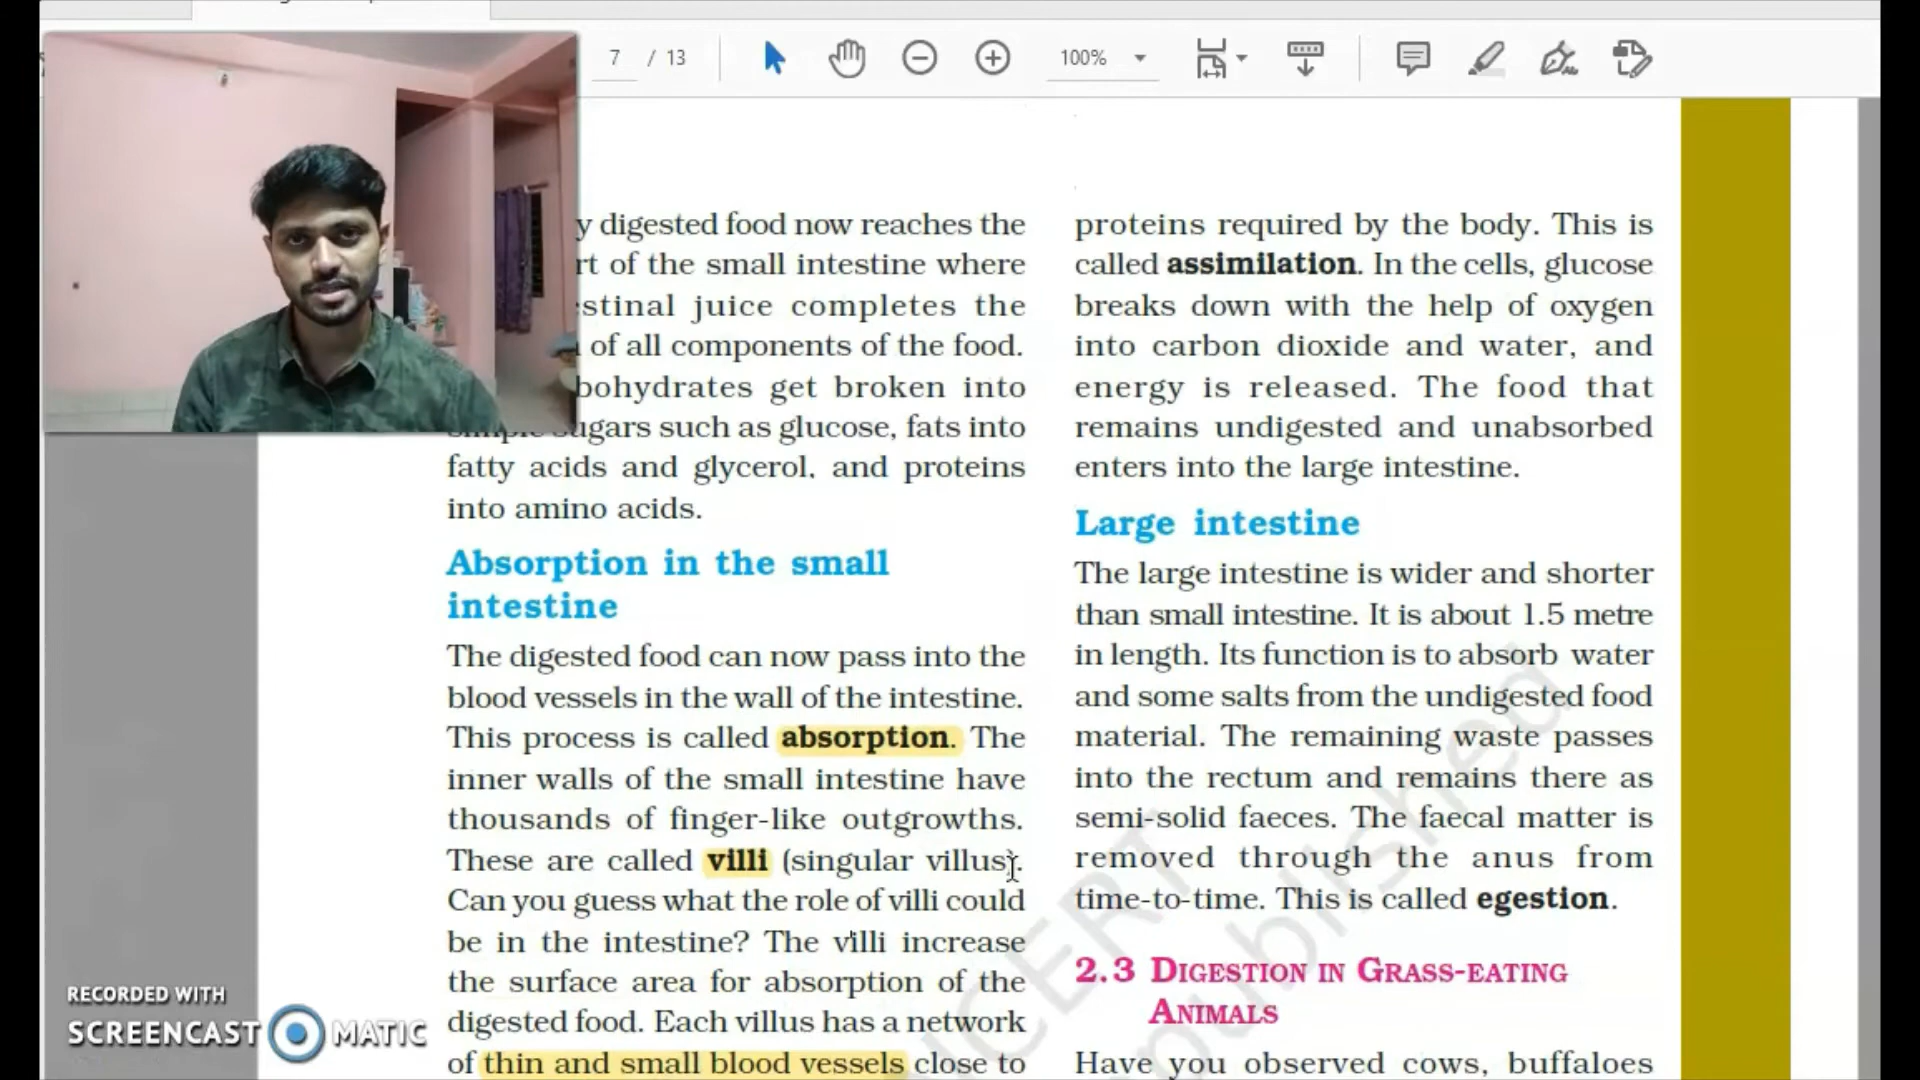 7 / 13
100%
y digested food now reaches the
rt of the small intestine where
stinal juice completes the
of all components of the food.
bohydrates get broken into
simple sugars such as glucose, fats into
fatty acids and glycerol, and proteins
into amino acids.
Absorption in the small
intestine
The digested food can now pass into the
blood vessels in the wall of the intestine.
This process is called absorption. The
inner walls of the small intestine have
thousands of finger-like outgrowths.
These are called villi (singular villus).
Can you guess what the role of villi could
be in the intestine? The villi increase
the surface area for absorption of the
digested food. Each villus has a network
of thin and small blood vessels close to
proteins required by the body. This is
called assimilation. In the cells, glucose
breaks down with the help of oxygen
into carbon dioxide and water, and
energy is released. The food that
remains undigested and unabsorbed
enters into the large intestine.
Large intestine
The large intestine is wider and shorter
than small intestine. It is about 1.5 metre
in length. Its function is to absorb water
and some salts from the undigested food
material. The remaining waste passes
into the rectum and remains there as
semi-solid faeces. The faecal matter is
removed through the anus from
time-to-time. This is called egestion.
2.3 DIGESTION IN GRASS-EATING
ANIMALS
Have you observed cows, buffaloes
NCERT
published
RECORDED WITH
SCREENCAST MATIC